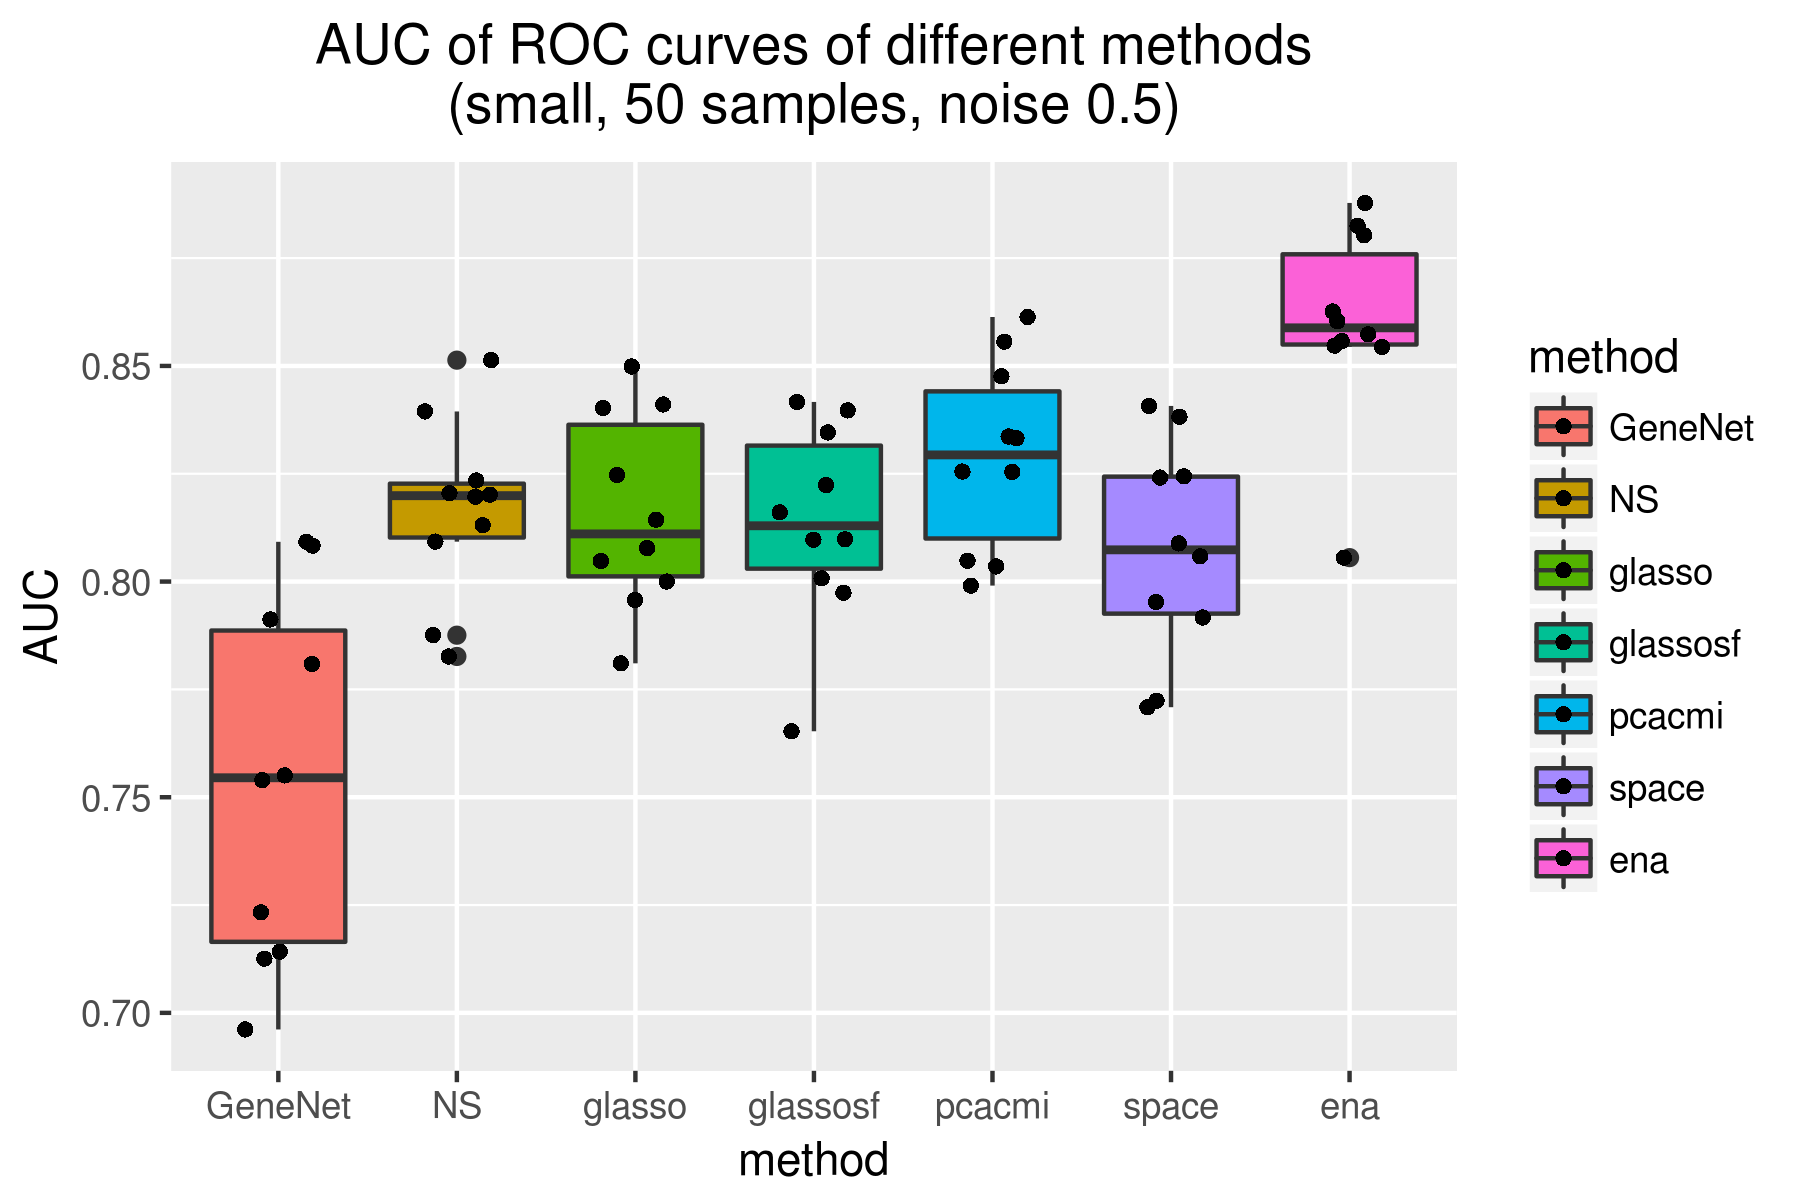 AUC of ROC curves of different methods
(small, 50 samples, noise 0.5)
AUC
0.85
0.80
0.75
0.70
GeneNet NS glasso glassosf pcacmi space ena
method
method
GeneNet
NS
glasso
glassosf
pcacmi
space
ena